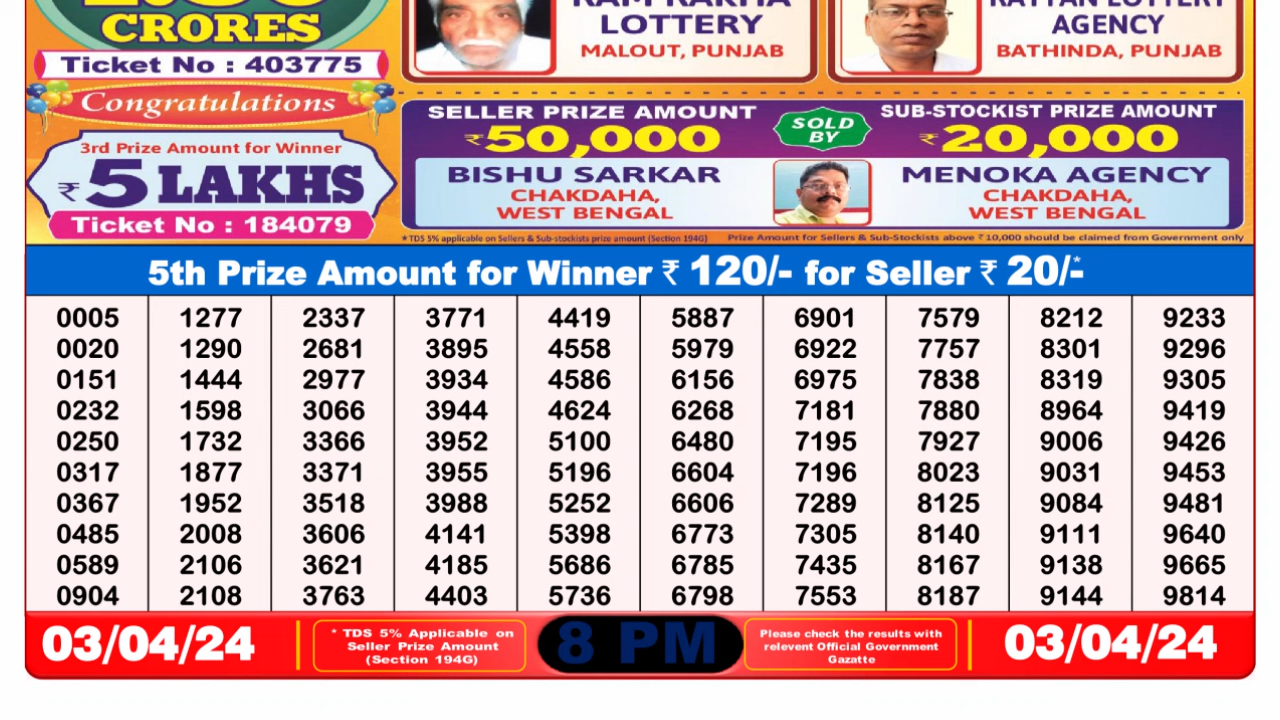 CRORES
Ticket No : 403775
LOTTERY
MALOUT, PUNJAB
AGENCY
BATHINDA, PUNJAB
Congratulations
3rd Prize Amount for Winner
₹ 5 LAKHS
Ticket No : 184079
SELLER PRIZE AMOUNT
₹50,000
SOLD
BY
SUB-STOCKIST PRIZE AMOUNT
₹20,000
BISHU SARKAR
CHAKDAHA,
WEST BENGAL
MENOKA AGENCY
CHAKDAHA,
WEST BENGAL
* TDS 5% applicable on Sellers & Sub-stockists prize amount (Section 194G)
Prize Amount for Sellers & Sub-Stockists above ₹ 10,000 should be claimed from Government only
5th Prize Amount for Winner ₹ 120/- for Seller ₹ 20/-*
0005 1277 2337 3771 4419 5887 6901 7579 8212 9233
0020 1290 2681 3895 4558 5979 6922 7757 8301 9296
0151 1444 2977 3934 4586 6156 6975 7838 8319 9305
0232 1598 3066 3944 4624 6268 7181 7880 8964 9419
0250 1732 3366 3952 5100 6480 7195 7927 9006 9426
0317 1877 3371 3955 5196 6604 7196 8023 9031 9453
0367 1952 3518 3988 5252 6606 7289 8125 9084 9481
0485 2008 3606 4141 5398 6773 7305 8140 9111 9640
0589 2106 3621 4185 5686 6785 7435 8167 9138 9665
0904 2108 3763 4403 5736 6798 7553 8187 9144 9814
03/04/24
* TDS 5% Applicable on
Seller Prize Amount
(Section 194G)
8 PM
Please check the results with
relevent Official Government
Gazatte
03/04/24